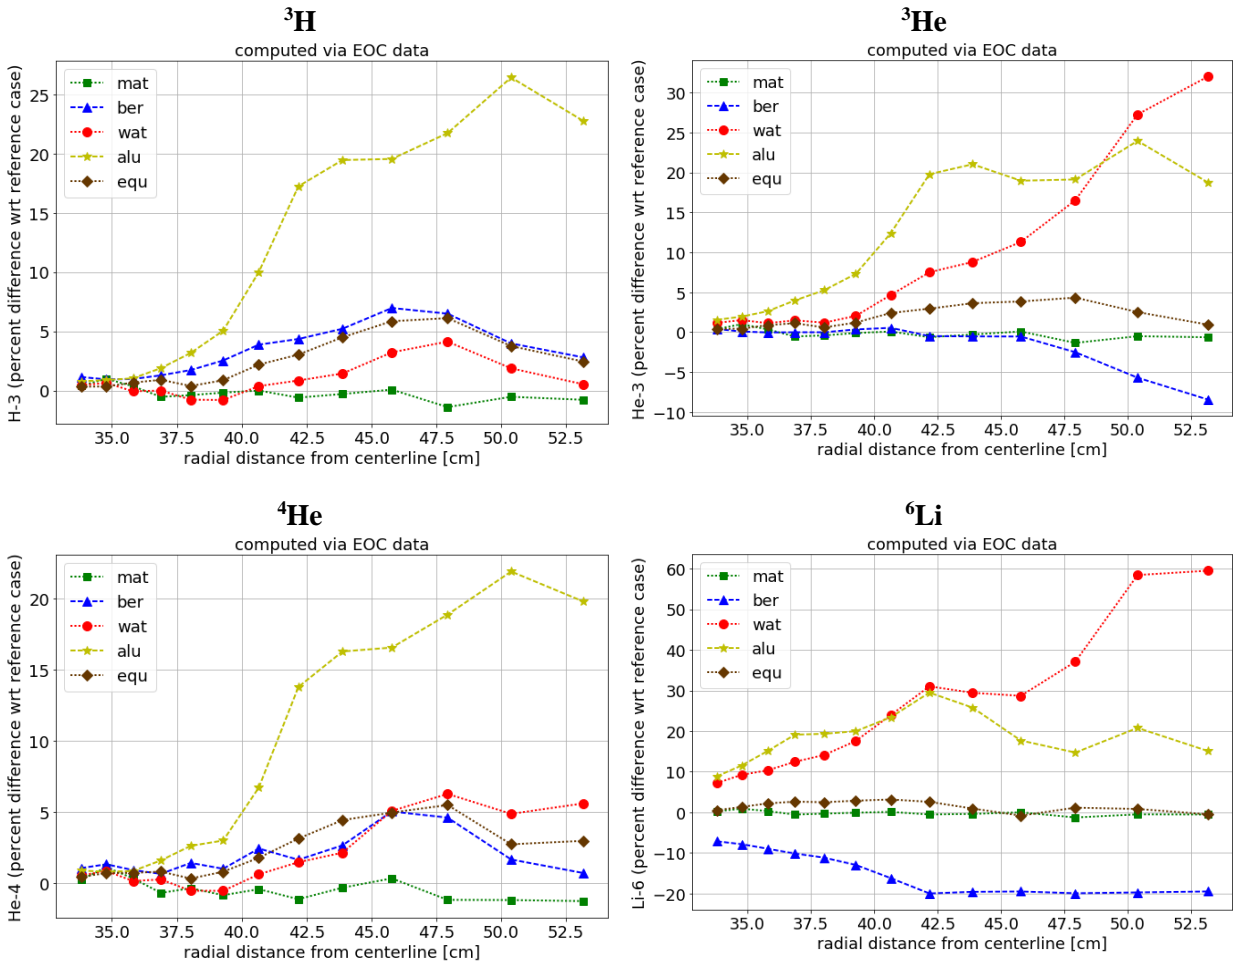 ³H
computed via EOC data
H-3 (percent difference wrt reference case)
mat
ber
wat
alu
equ
25
20
15
10
5
0
35.0 37.5 40.0 42.5 45.0 47.5 50.0 52.5
radial distance from centerline [cm]
³He
computed via EOC data
He-3 (percent difference wrt reference case)
mat
ber
wat
alu
equ
30
25
20
15
10
5
0
−5
−10
35.0 37.5 40.0 42.5 45.0 47.5 50.0 52.5
radial distance from centerline [cm]
⁴He
computed via EOC data
He-4 (percent difference wrt reference case)
mat
ber
wat
alu
equ
20
15
10
5
0
35.0 37.5 40.0 42.5 45.0 47.5 50.0 52.5
radial distance from centerline [cm]
⁶Li
computed via EOC data
Li-6 (percent difference wrt reference case)
mat
ber
wat
alu
equ
60
50
40
30
20
10
0
−10
−20
35.0 37.5 40.0 42.5 45.0 47.5 50.0 52.5
radial distance from centerline [cm]